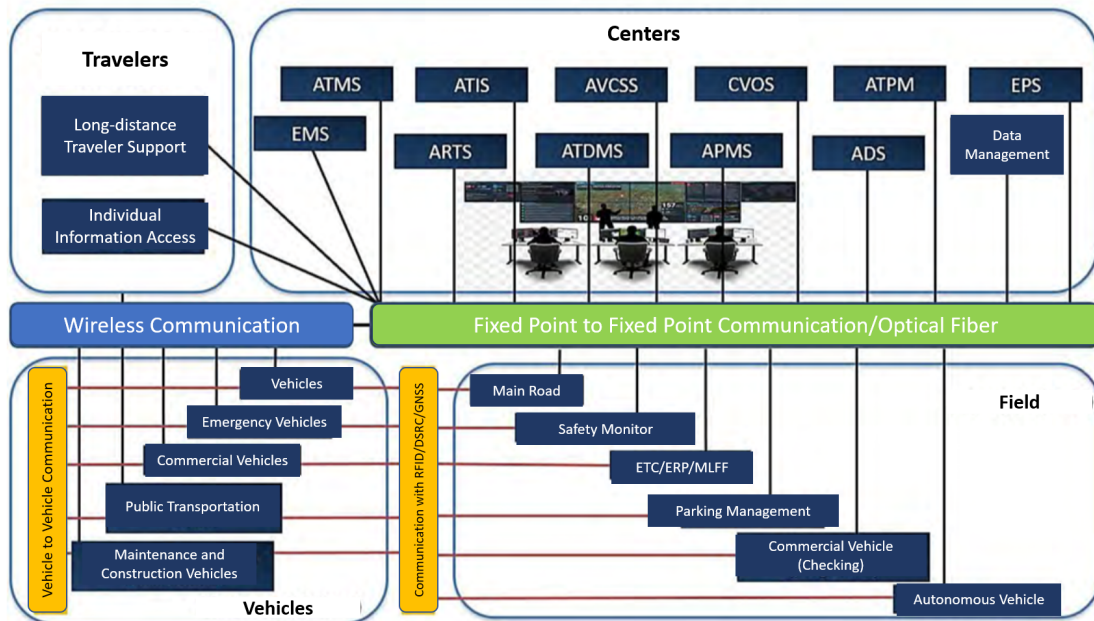 Travelers
Long-distance
Traveler Support
Individual
Information Access
Centers
ATMS
ATIS
AVCSS
CVOS
ATPM
EPS
EMS
ARTS
ATDMS
APMS
ADS
Data
Management
Wireless Communication
Fixed Point to Fixed Point Communication/Optical Fiber
Vehicle to Vehicle Communication
Vehicles
Emergency Vehicles
Commercial Vehicles
Public Transportation
Maintenance and
Construction Vehicles
Vehicles
Communication with RFID/DSRC/GNSS
Field
Main Road
Safety Monitor
ETC/ERP/MLFF
Parking Management
Commercial Vehicle
(Checking)
Autonomous Vehicle